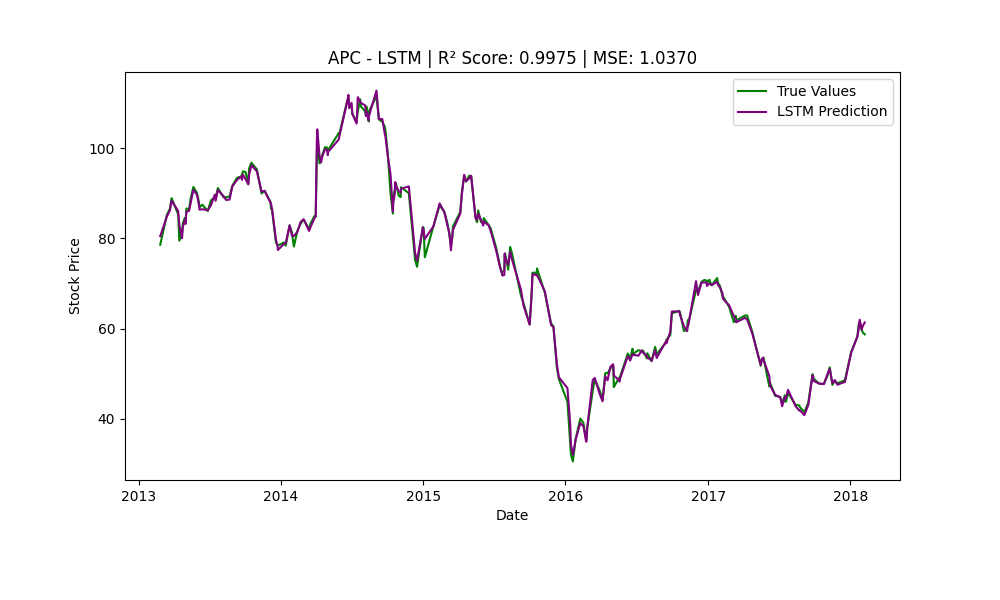 APC - LSTM | R² Score: 0.9975 | MSE: 1.0370
True Values
LSTM Prediction
Stock Price
100
80
60
40
2013 2014 2015 2016 2017 2018
Date